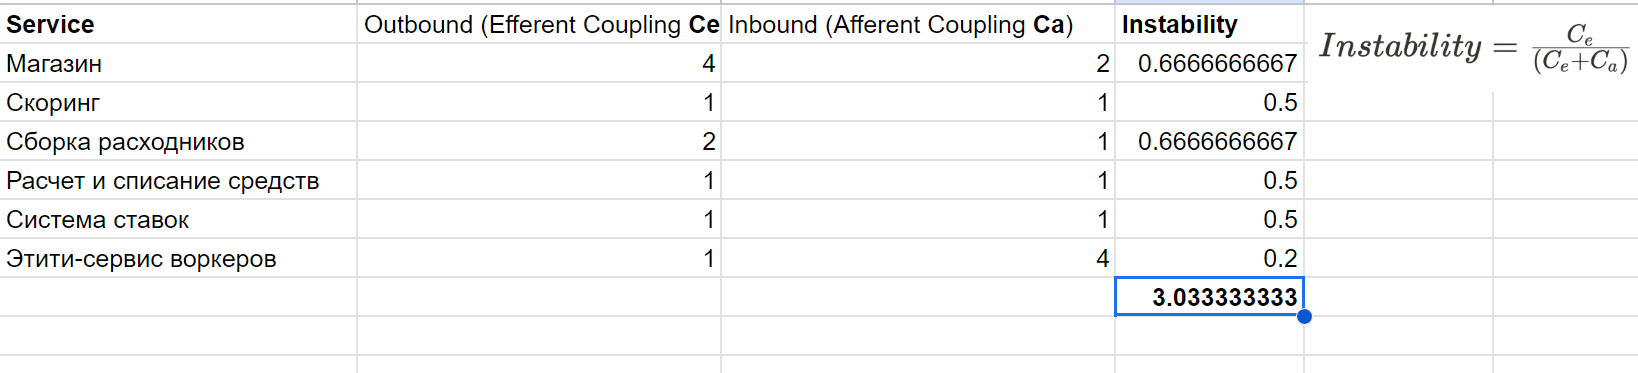 Service Outbound (Efferent Coupling Ce Inbound (Afferent Coupling Ca) Instability
Instability = Ce / (Ce+Ca)
Магазин 4 2 0.6666666667
Скоринг 1 1 0.5
Сборка расходников 2 1 0.6666666667
Расчет и списание средств 1 1 0.5
Система ставок 1 1 0.5
Этити-сервис воркеров 1 4 0.2
3.033333333